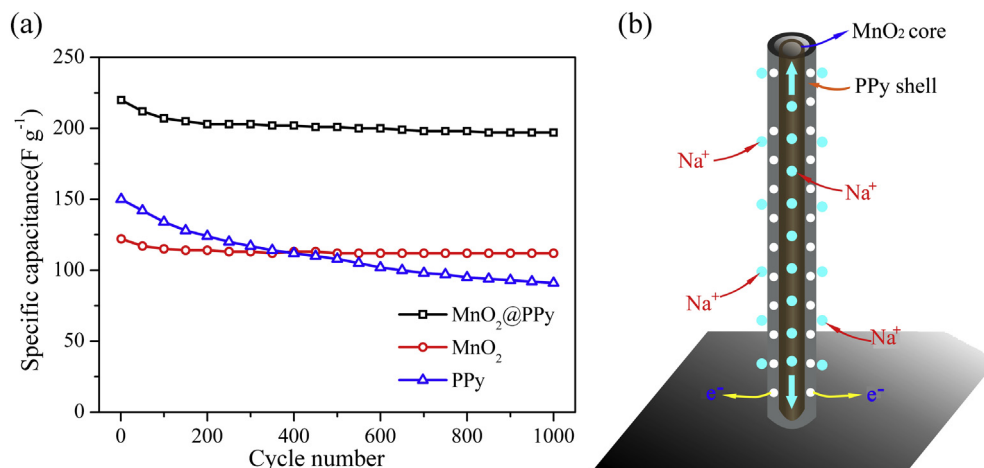 (a)
250
200
150
100
50
0
Specific capacitance(F g⁻¹)
MnO₂@PPy
MnO₂
PPy
0 200 400 600 800 1000
Cycle number
(b)
MnO₂ core
PPy shell
Na⁺
Na⁺
Na⁺
Na⁺
e⁻ e⁻